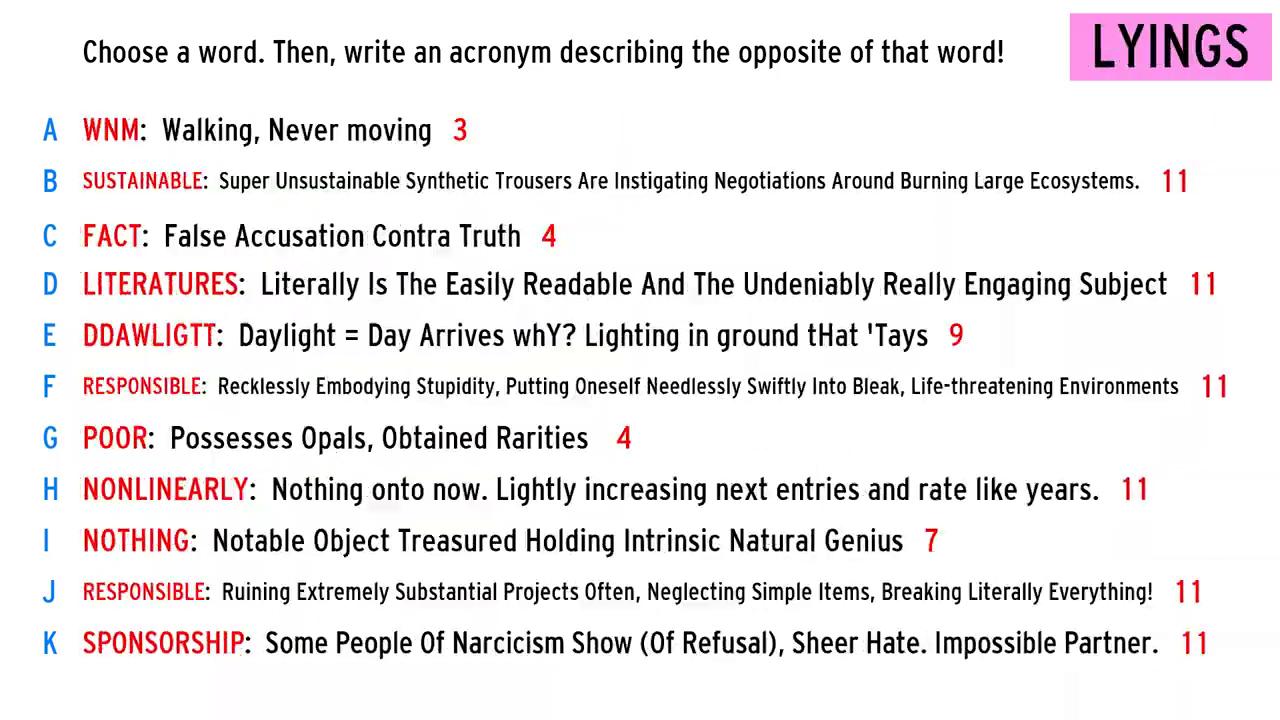 Choose a word. Then, write an acronym describing the opposite of that word!
LYINGS
A WNM: Walking, Never moving 3
B SUSTAINABLE: Super Unsustainable Synthetic Trousers Are Instigating Negotiations Around Burning Large Ecosystems. 11
C FACT: False Accusation Contra Truth 4
D LITERATURES: Literally Is The Easily Readable And The Undeniably Really Engaging Subject 11
E DDAWLIGTT: Daylight = Day Arrives whY? Lighting in ground tHat 'Tays 9
F RESPONSIBLE: Recklessly Embodying Stupidity, Putting Oneself Needlessly Swiftly Into Bleak, Life-threatening Environments 11
G POOR: Possesses Opals, Obtained Rarities 4
H NONLINEARLY: Nothing onto now. Lightly increasing next entries and rate like years. 11
I NOTHING: Notable Object Treasured Holding Intrinsic Natural Genius 7
J RESPONSIBLE: Ruining Extremely Substantial Projects Often, Neglecting Simple Items, Breaking Literally Everything! 11
K SPONSORSHIP: Some People Of Narcicism Show (Of Refusal), Sheer Hate. Impossible Partner. 11